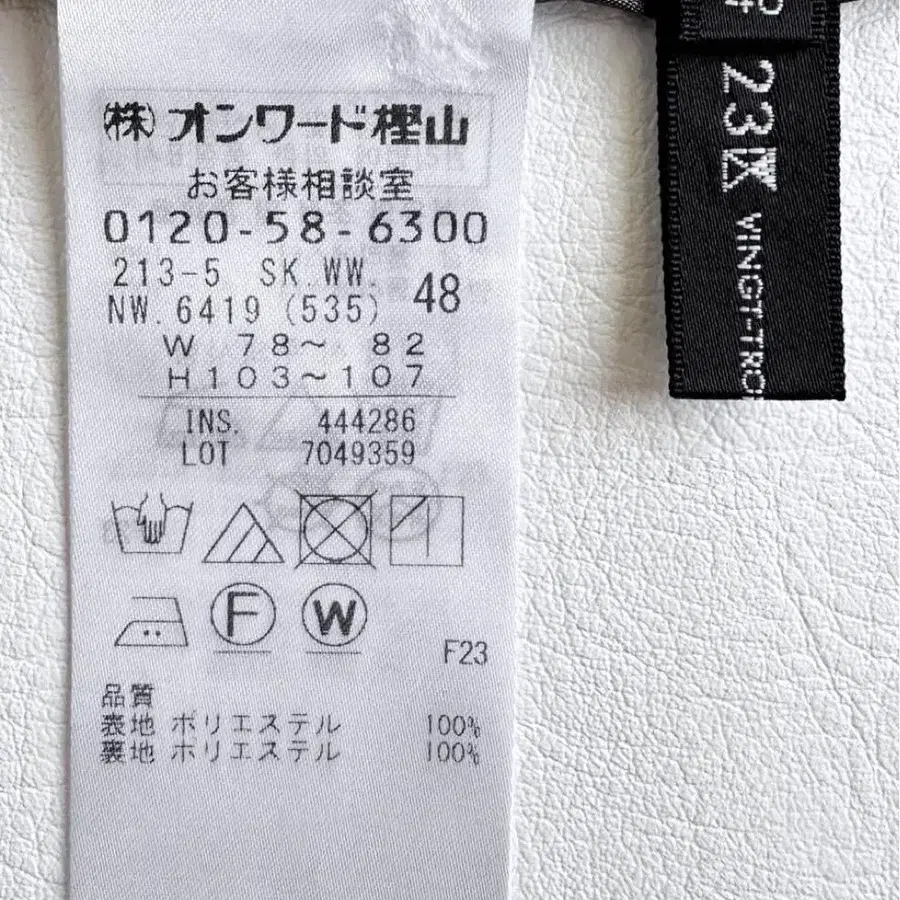 (株)オンワード樫山
お客様相談室
0120-58-6300
213-5 SK.WW.
NW.6419 (535) 48
W 78〜 82
H103〜107
INS. 444286
LOT 7049359
F W
F23
品質
表地 ポリエステル 100%
裏地 ポリエステル 100%
23区
VINGT-TRO